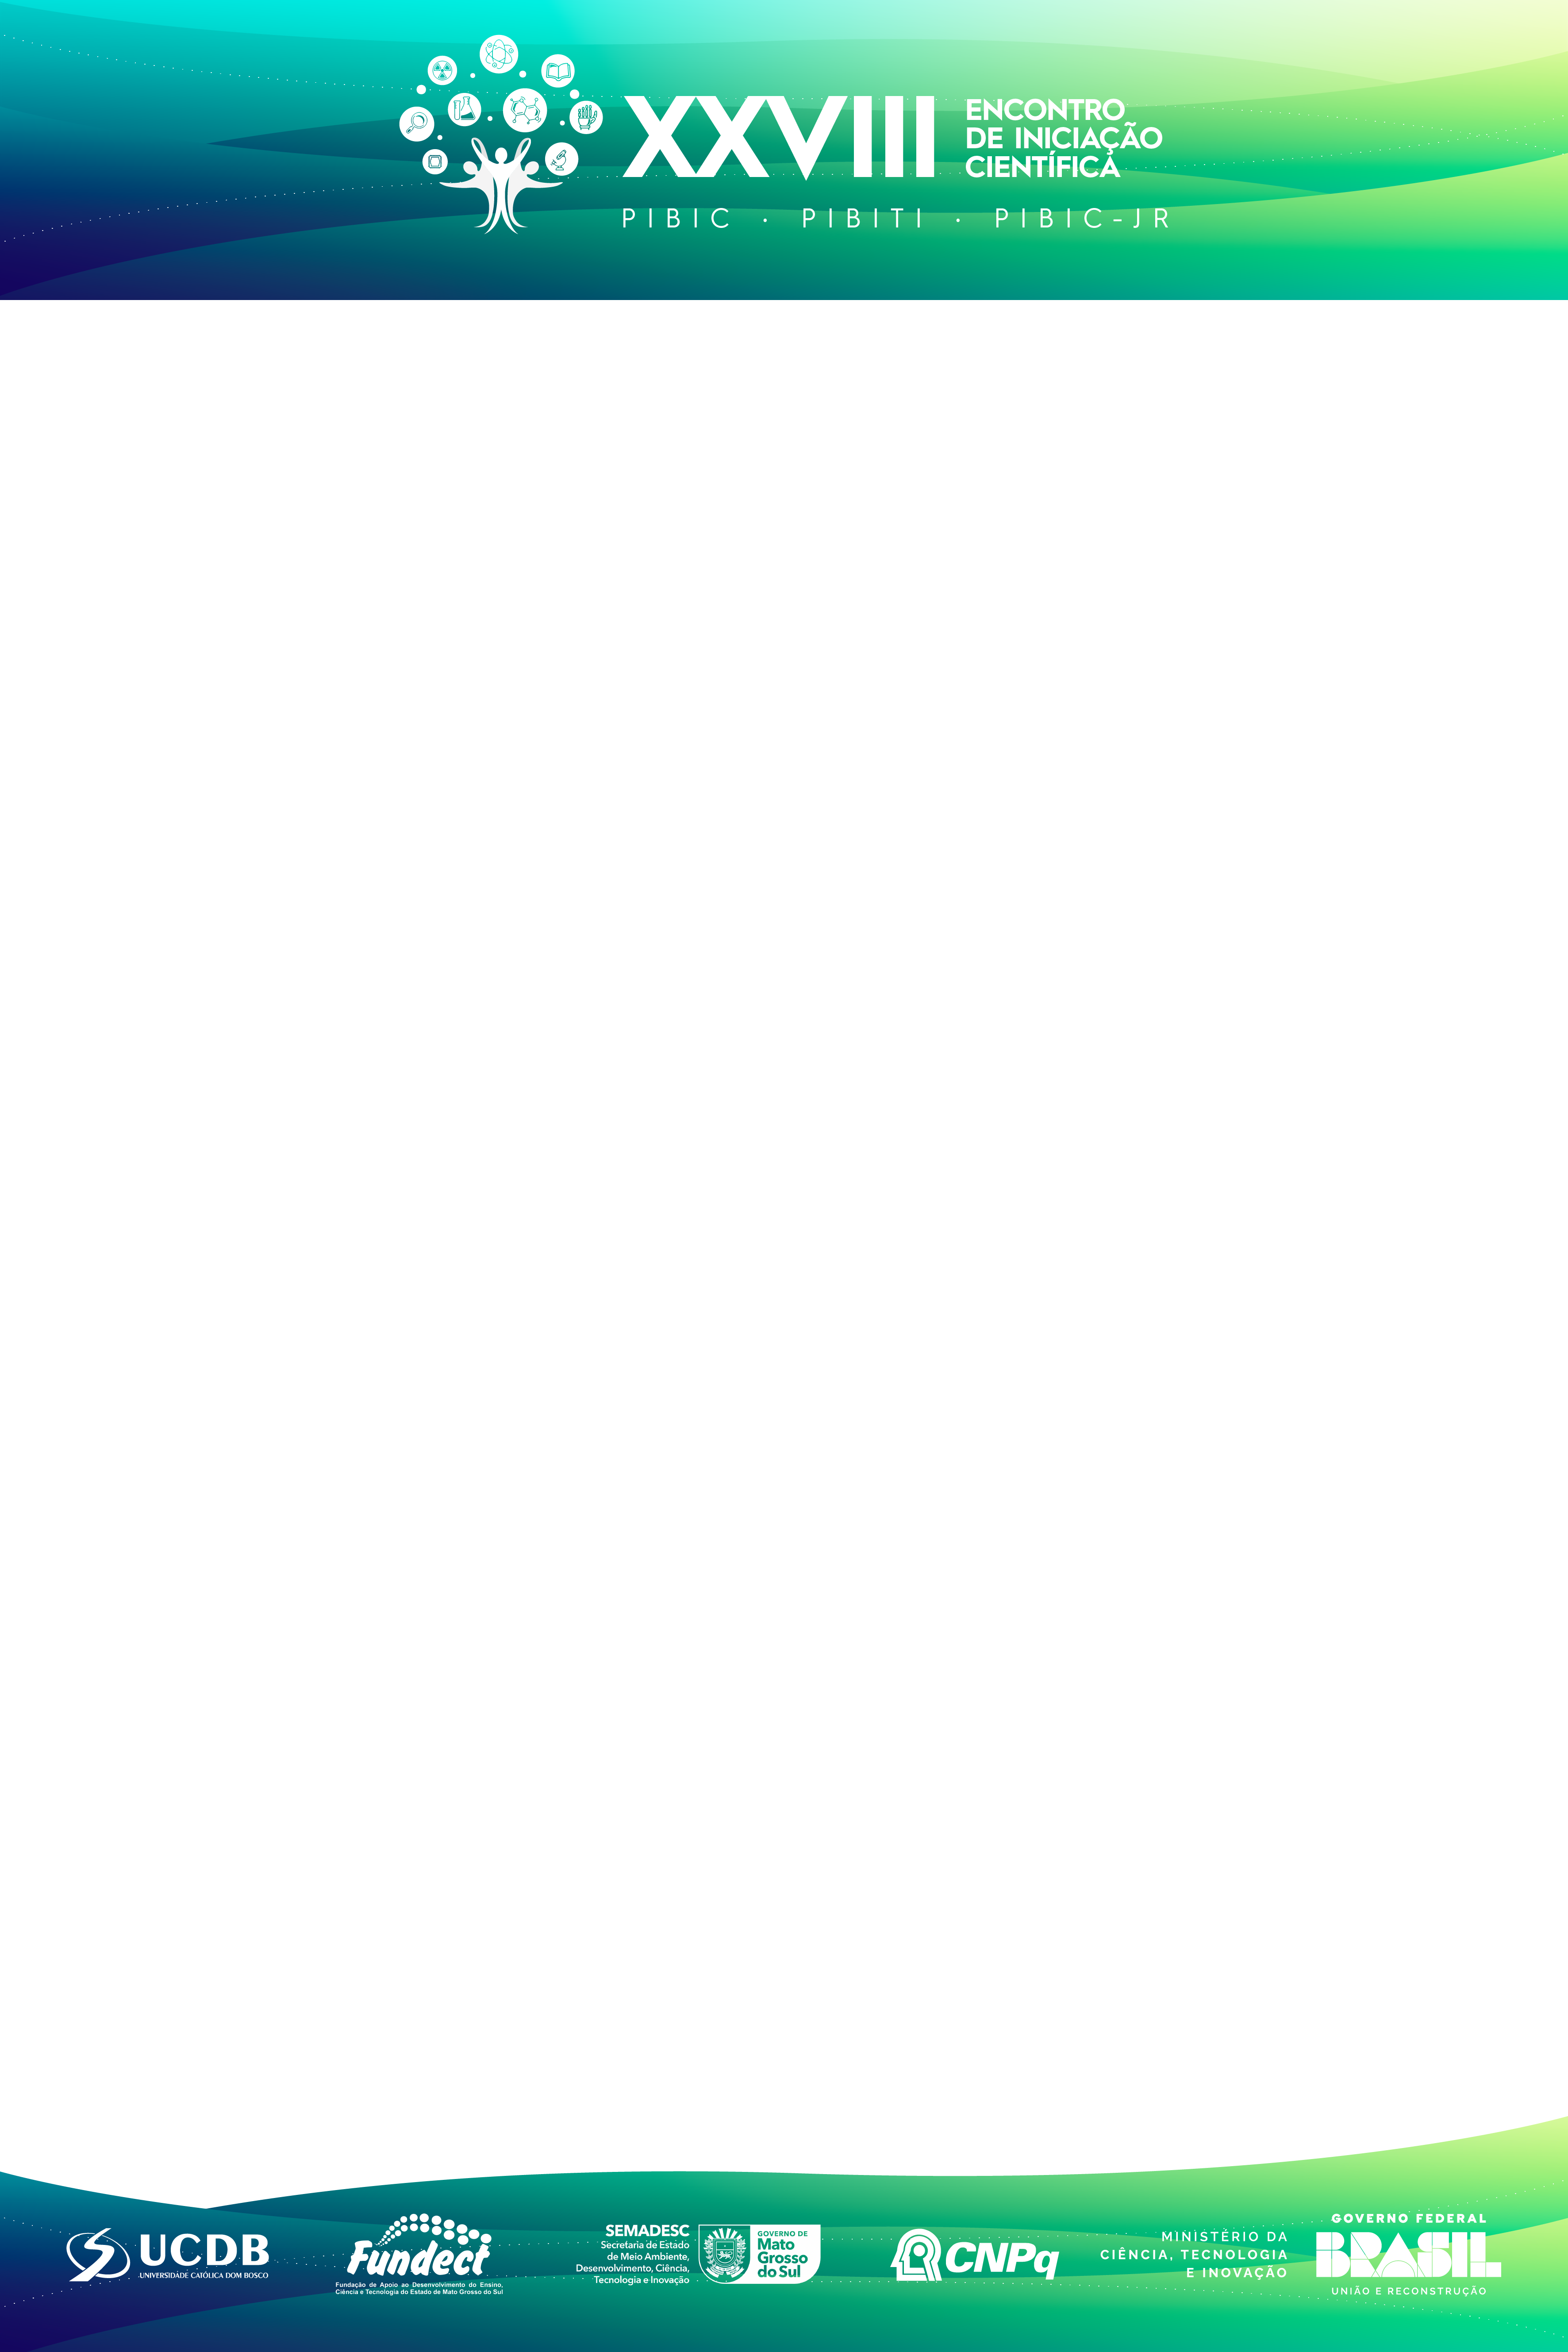 XXVIII
ENCONTRO
DE INICIAÇÃO
CIENTÍFICA
PIBIC · PIBITI · PIBIC-JR
UCDB
UNIVERSIDADE CATÓLICA DOM BOSCO
Fundect
Fundação de Apoio ao Desenvolvimento do Ensino,
Ciência e Tecnologia do Estado de Mato Grosso do Sul
SEMADESC
Secretaria de Estado
de Meio Ambiente,
Desenvolvimento, Ciência,
Tecnologia e Inovação
GOVERNO DE
Mato
Grosso
do Sul
CNPq
MINISTÉRIO DA
CIÊNCIA, TECNOLOGIA
E INOVAÇÃO
GOVERNO FEDERAL
BRASIL
UNIÃO E RECONSTRUÇÃO